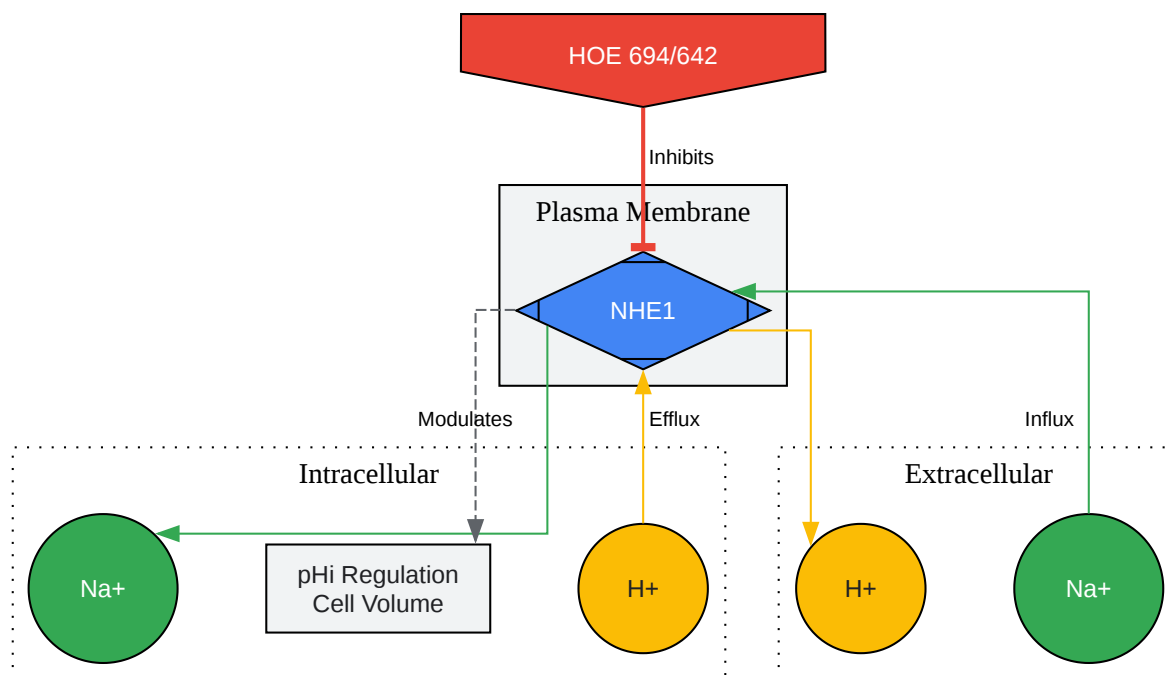 HOE 694/642
Inhibits
Plasma Membrane
NHE1
Modulates
Efflux
Influx
Intracellular
Extracellular
Na+
pHi Regulation
Cell Volume
H+
H+
Na+